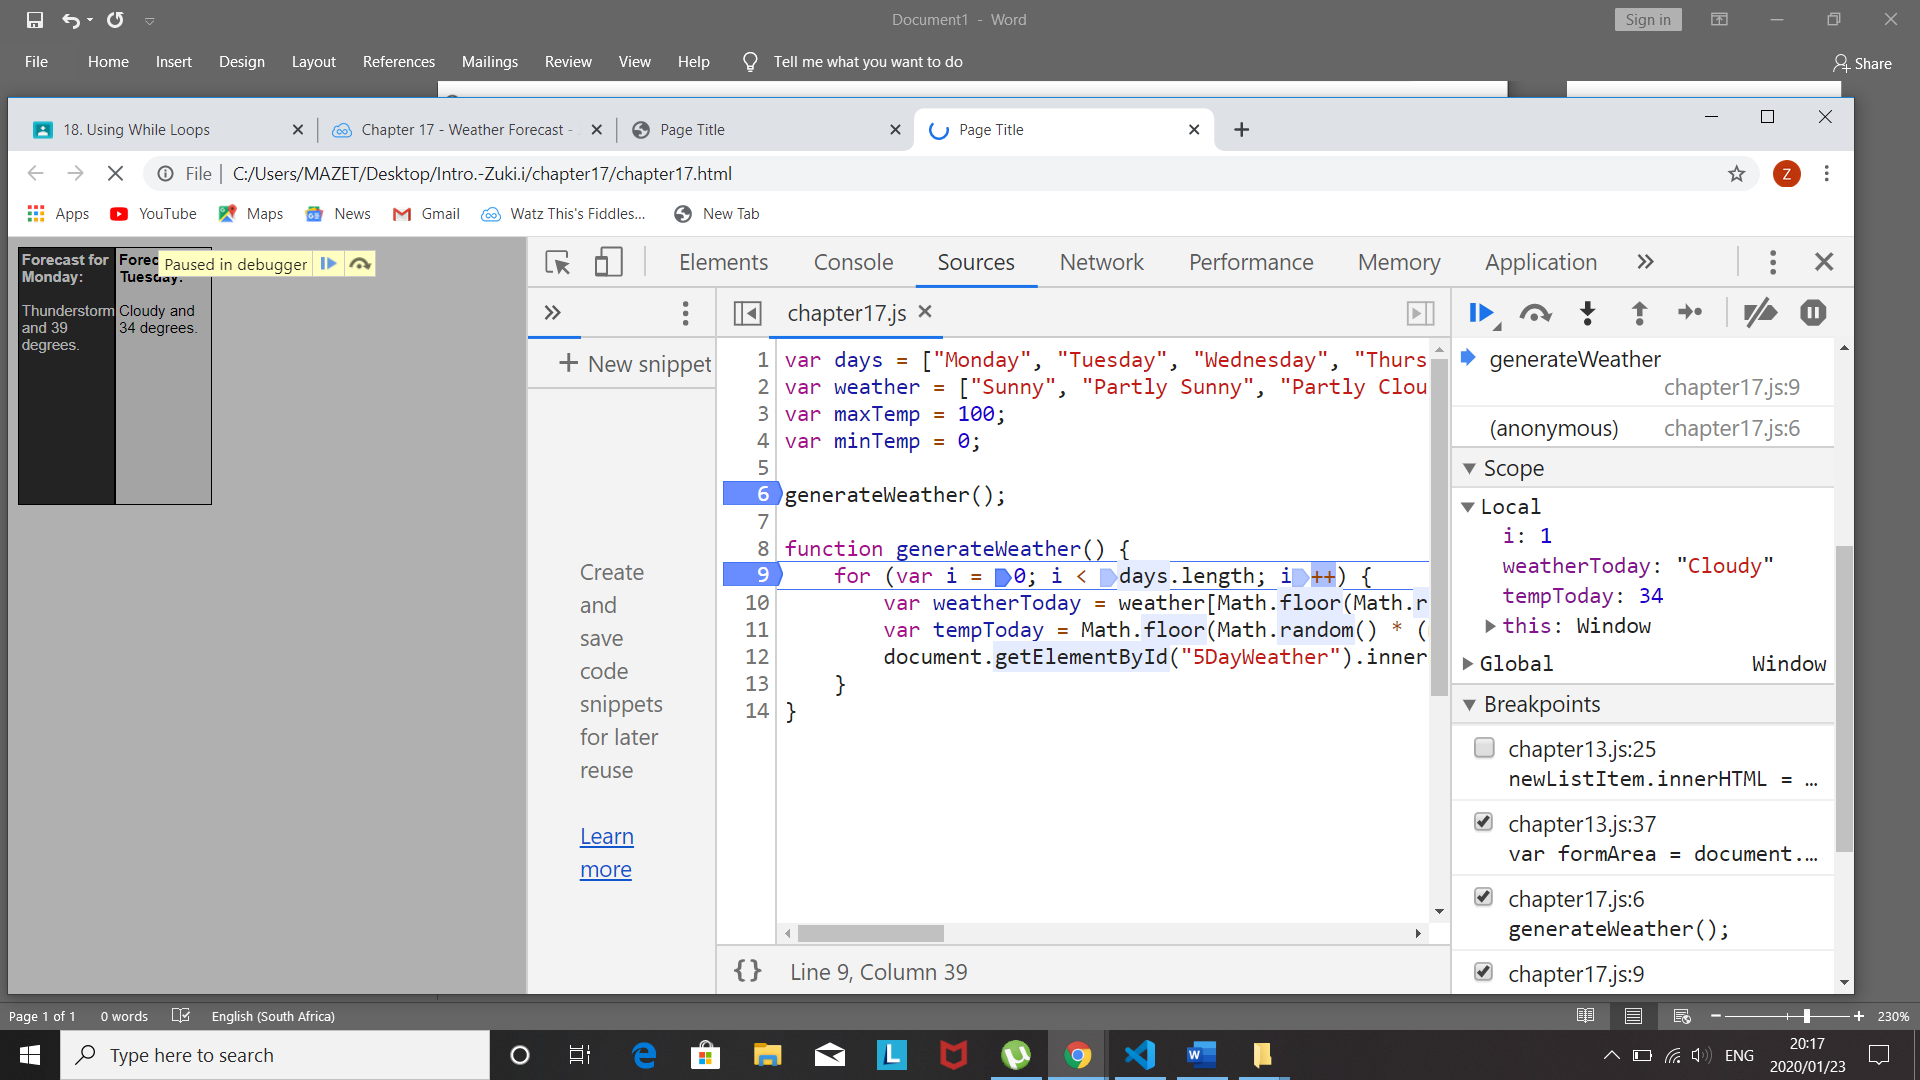 Document1 - Word
Sign in
File Home Insert Design Layout References Mailings Review View Help Tell me what you want to do
Share
18. Using While Loops
Chapter 17 - Weather Forecast -
Page Title
Page Title
File | C:/Users/MAZET/Desktop/Intro.-Zuki.i/chapter17/chapter17.html
Z
Apps YouTube Maps News Gmail Watz This's Fiddles... New Tab
Forecast for
Monday:
Thunderstorm
and 39
degrees.
Tuesday:
Cloudy and
34 degrees.
Paused in debugger
Elements Console Sources Network Performance Memory Application »
»
+ New snippet
Create
and
save
code
snippets
for later
reuse
Learn
more
chapter17.js
1 var days = ["Monday", "Tuesday", "Wednesday", "Thurs
2 var weather = ["Sunny", "Partly Sunny", "Partly Clou
3 var maxTemp = 100;
4 var minTemp = 0;
5
6 generateWeather();
7
8 function generateWeather() {
9 for (var i = 0; i < days.length; i++) {
10 var weatherToday = weather[Math.floor(Math.r
11 var tempToday = Math.floor(Math.random() * (
12 document.getElementById("5DayWeather").inner
13 }
14 }
{} Line 9, Column 39
generateWeather
chapter17.js:9
(anonymous) chapter17.js:6
Scope
Local
i: 1
weatherToday: "Cloudy"
tempToday: 34
this: Window
Global Window
Breakpoints
chapter13.js:25
newListItem.innerHTML = …
chapter13.js:37
var formArea = document.…
chapter17.js:6
generateWeather();
chapter17.js:9
Page 1 of 1 0 words English (South Africa)
230%
Type here to search
L
W
ENG
20:17
2020/01/23